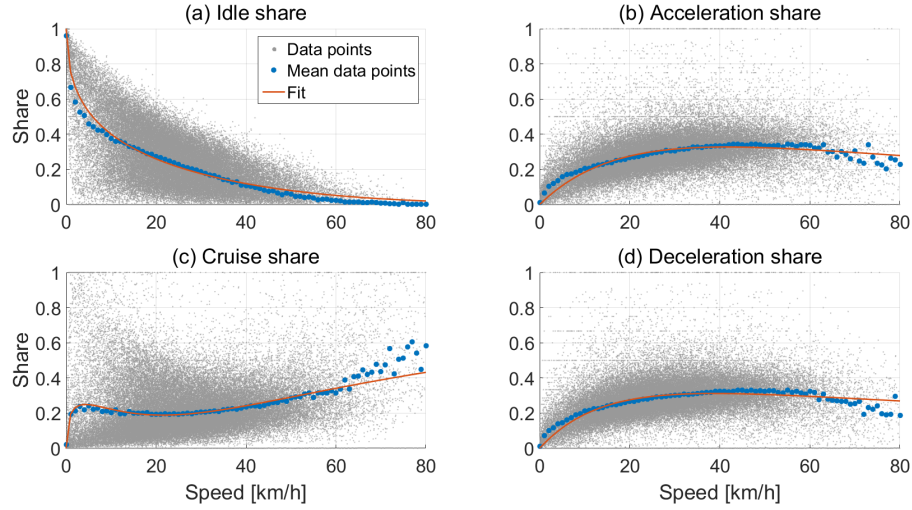 (a) Idle share
(b) Acceleration share
1
0.8
0.6
0.4
0.2
0
Share
0 20 40 60 80
Data points
Mean data points
Fit
1
0.8
0.6
0.4
0.2
0
0 20 40 60 80
(c) Cruise share
(d) Deceleration share
1
0.8
0.6
0.4
0.2
0
Share
0 20 40 60 80
Speed [km/h]
1
0.8
0.6
0.4
0.2
0
0 20 40 60 80
Speed [km/h]